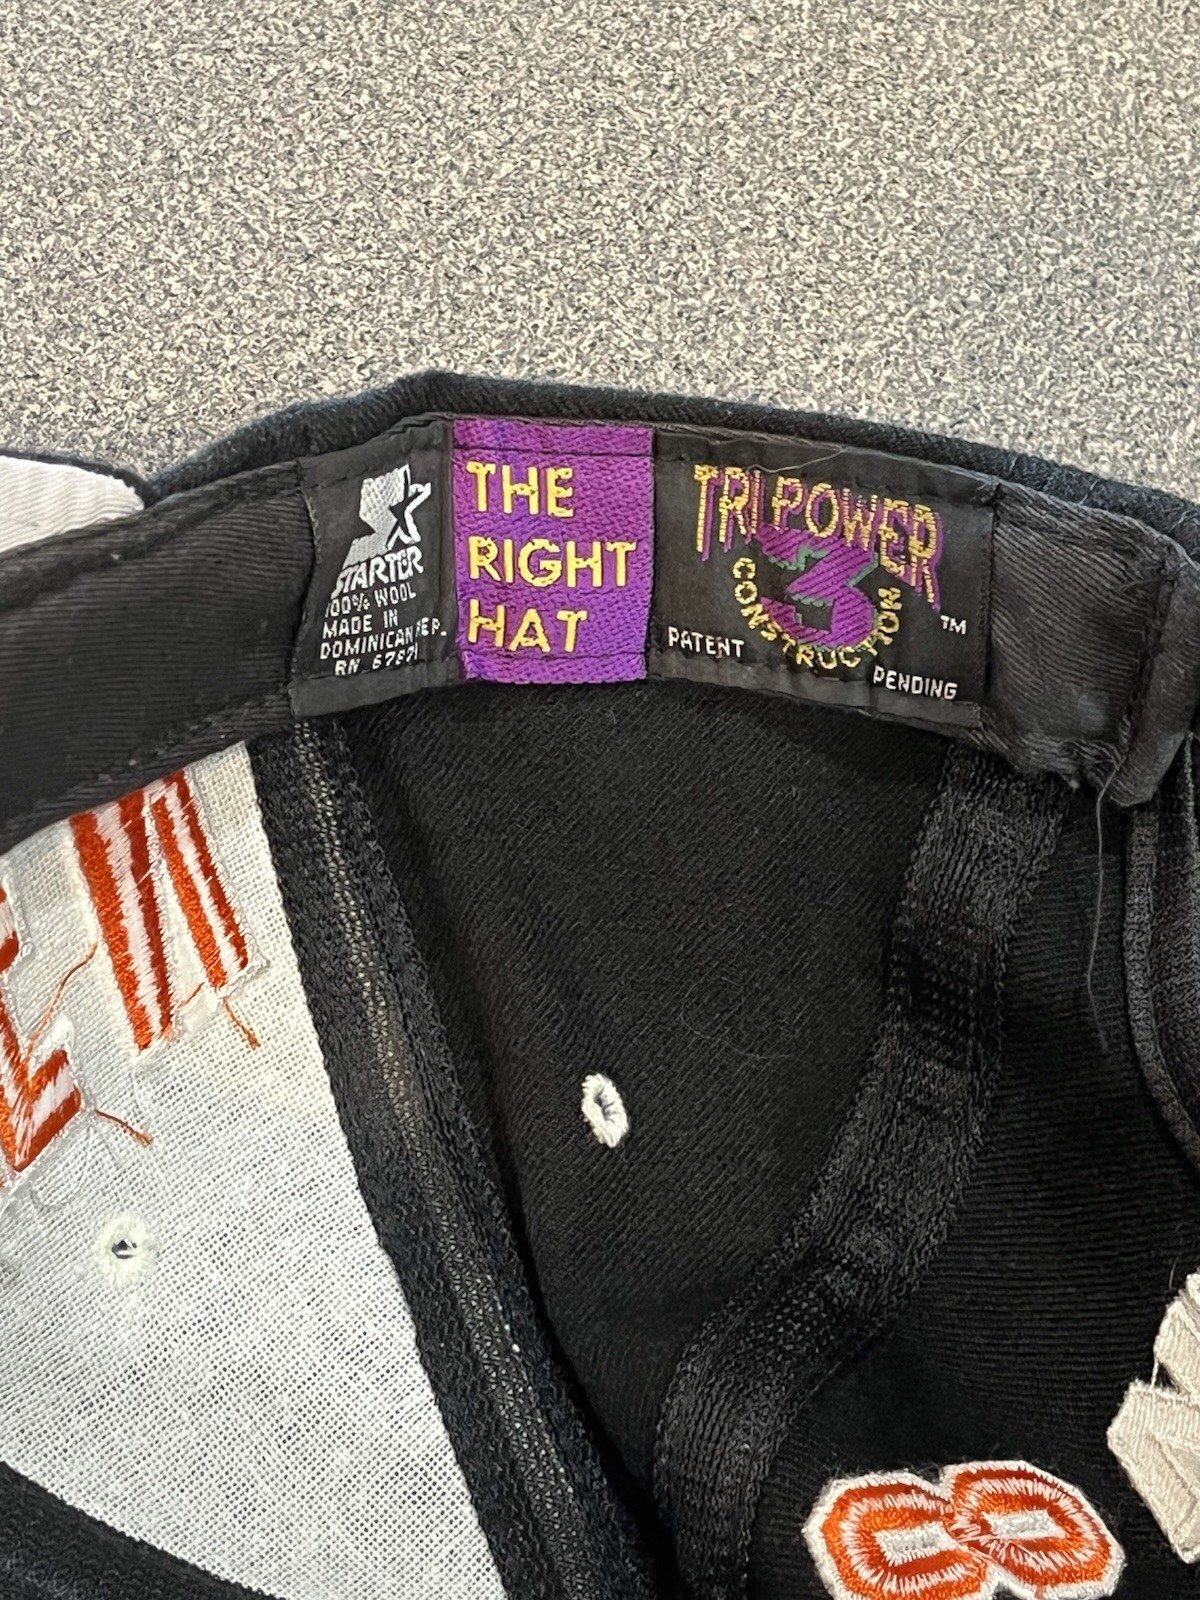 STARTER
100% WOOL
MADE IN
DOMINICAN REP.
RN 67871
THE
RIGHT
HAT
TRI POWER
3
CONSTRUCTION
TM
PATENT
PENDING
8